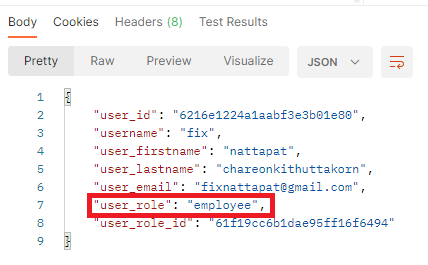 Body Cookies Headers (8) Test Results
Pretty Raw Preview Visualize JSON
1 {
2 "user_id": "6216e1224a1aabf3e3b01e80",
3 "username": "fix",
4 "user_firstname": "nattapat",
5 "user_lastname": "chareonkithuttakorn",
6 "user_email": "fixnattapat@gmail.com",
7 "user_role": "employee",
8 "user_role_id": "61f19cc6b1dae95ff16f6494"
9 }